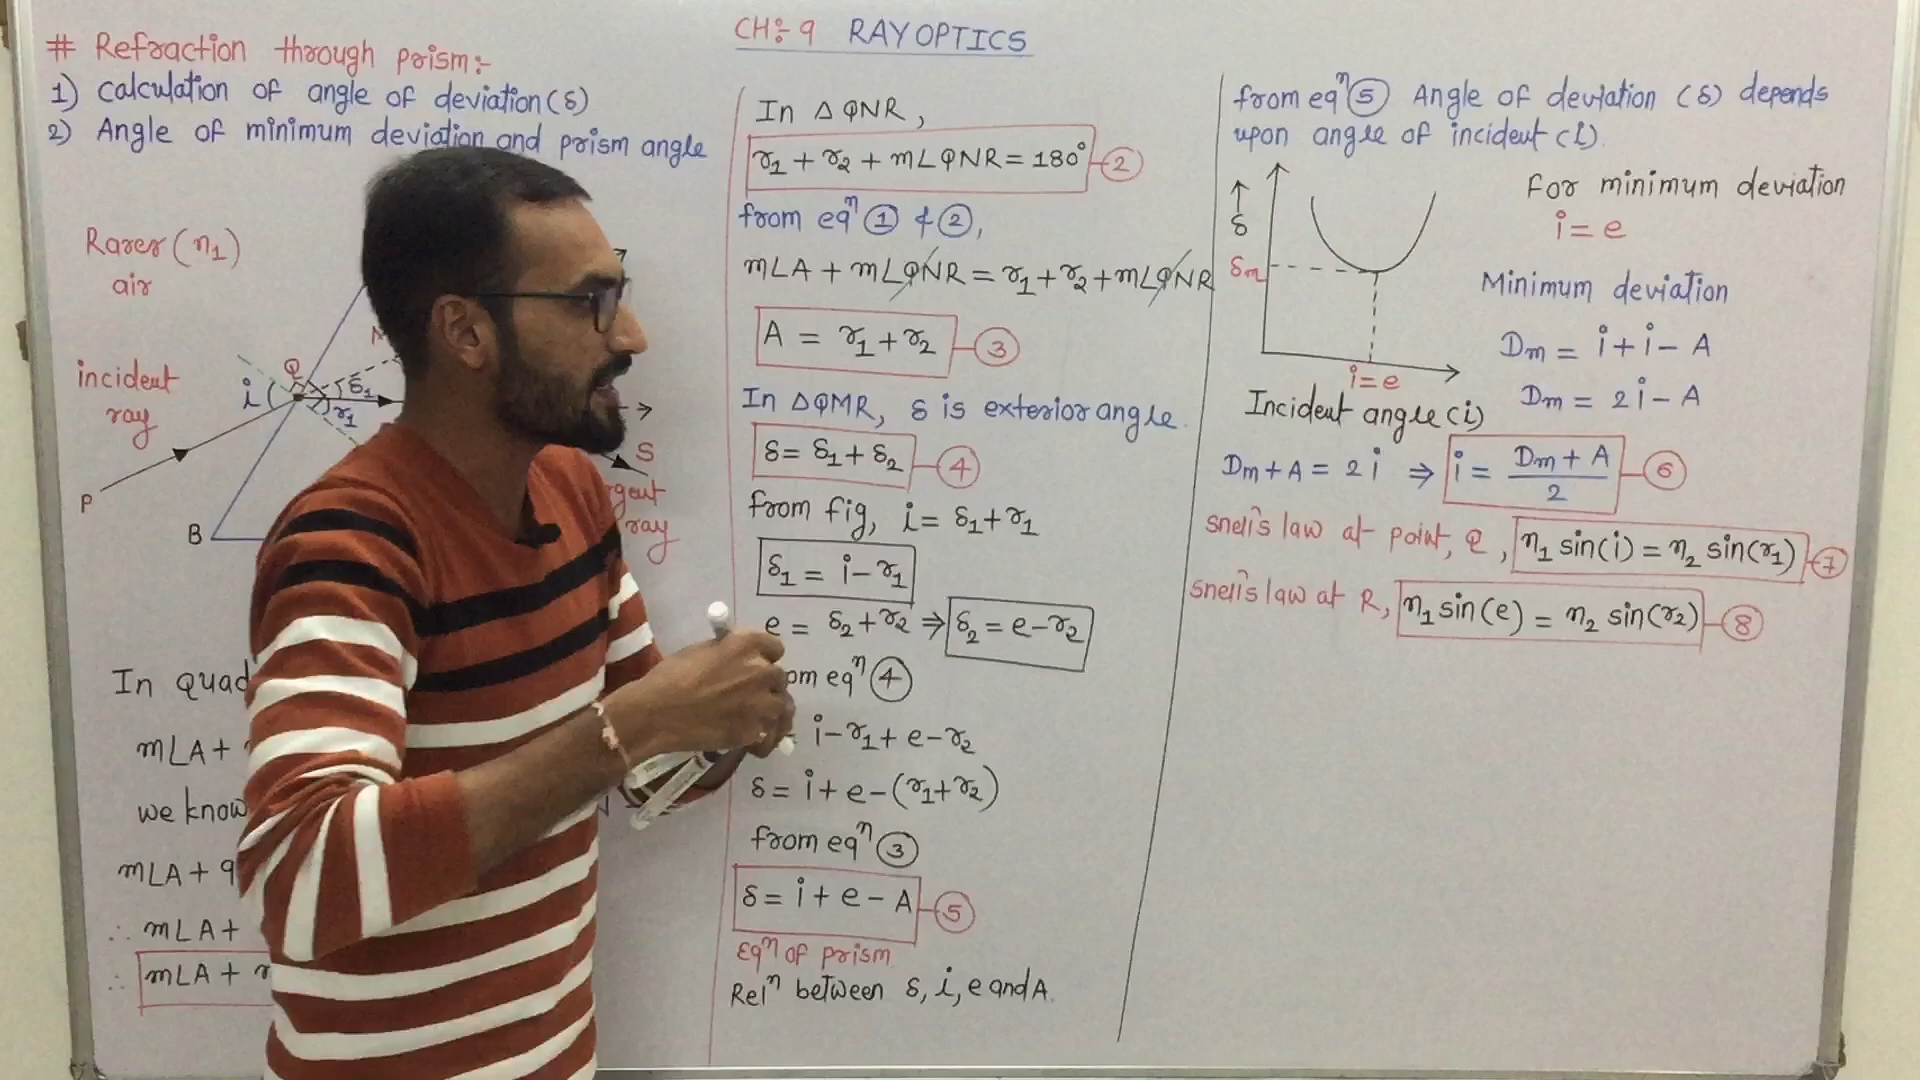 CH:- 9 RAY OPTICS
# Refraction through prism:-
1) calculation of angle of deviation (δ)
2) Angle of minimum deviation and prism angle
Rarer (n₁)
air
incident
ray
i
Q
δ₁
r₁
P
B
S
ray
In Quad
m∠A +
we know
m∠A + 9
∴ m∠A +
∴ m∠A +
In △QNR,
r₁ + r₂ + m∠QNR = 180° ②
from eqⁿ ① & ②,
m∠A + m∠QNR = r₁ + r₂ + m∠QNR
A = r₁ + r₂ ③
In △QMR, δ is exterior angle.
δ = δ₁ + δ₂ ④
from fig, i = δ₁ + r₁
δ₁ = i - r₁
e = δ₂ + r₂ ⇒ δ₂ = e - r₂
om eqⁿ ④
i - r₁ + e - r₂
δ = i + e - (r₁ + r₂)
from eqⁿ ③
δ = i + e - A ⑤
Eqⁿ of prism
Relⁿ between δ, i, e and A.
from eqⁿ ⑤ Angle of deviation (δ) depends
upon angle of incident (i).
↑
δ
δm
i = e
Incident angle (i)
For minimum deviation
i = e
Minimum deviation
Dm = i + i - A
Dm = 2i - A
Dm + A = 2i ⇒ i = (Dm + A)/2 ⑥
snell's law at point, Q, n₁ sin(i) = n₂ sin(r₁) ⑦
snell's law at R, n₁ sin(e) = n₂ sin(r₂) ⑧